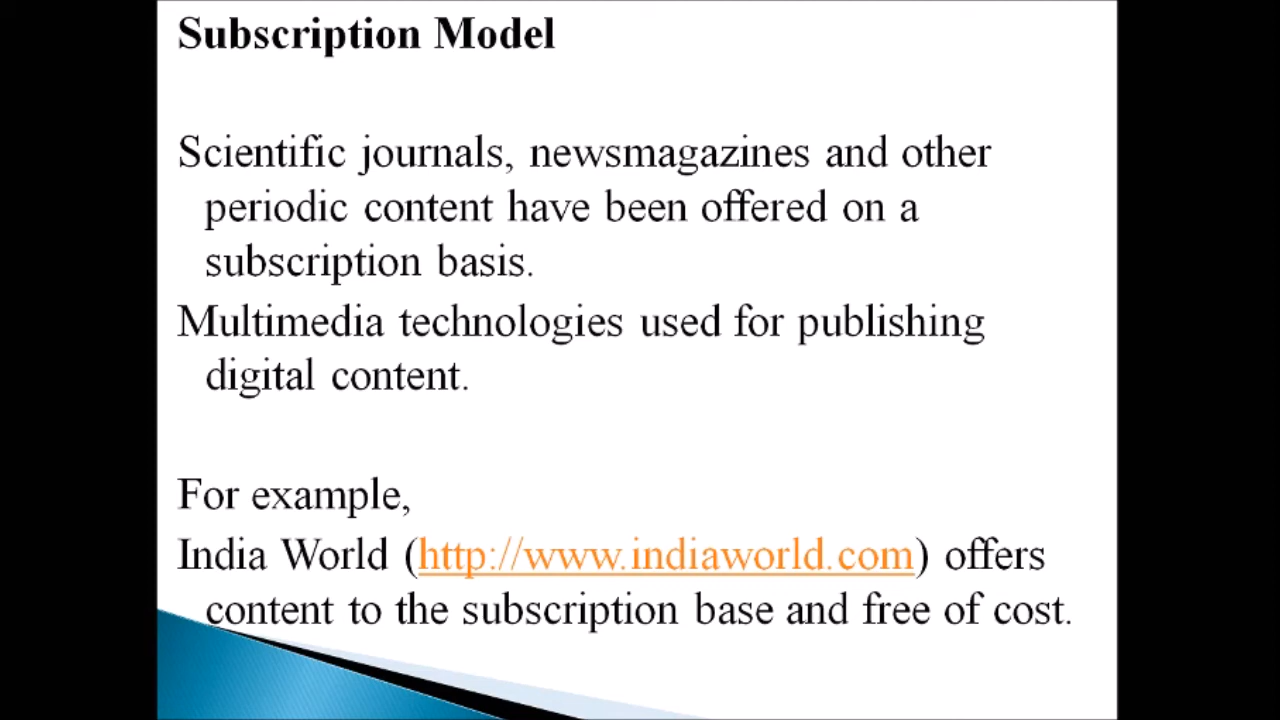 Subscription Model
Scientific journals, newsmagazines and other
periodic content have been offered on a
subscription basis.
Multimedia technologies used for publishing
digital content.
For example,
India World (http://www.indiaworld.com) offers
content to the subscription base and free of cost.